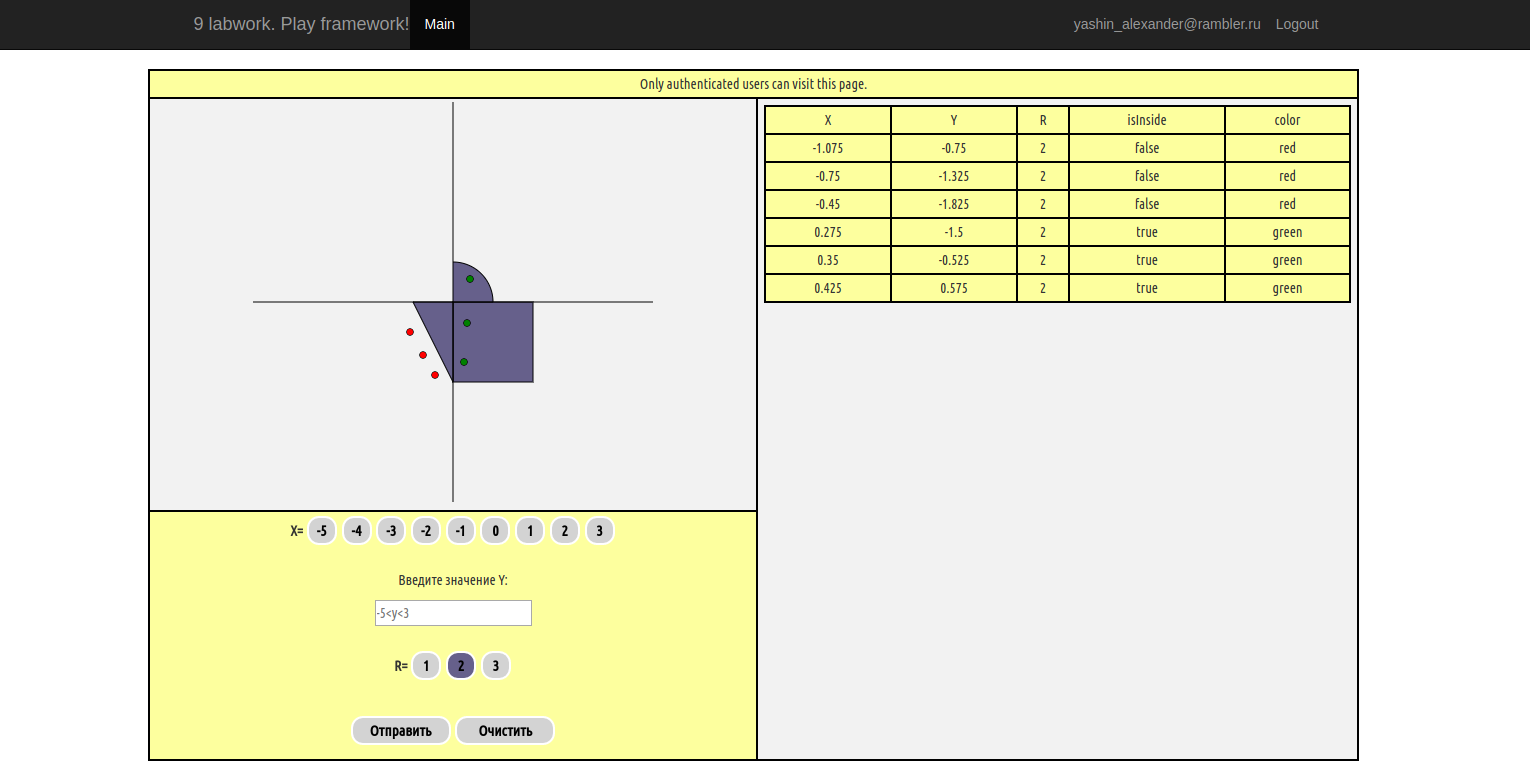 9 labwork. Play framework! Main yashin_alexander@rambler.ru Logout
Only authenticated users can visit this page.
X Y R isInside color
-1.075 -0.75 2 false red
-0.75 -1.325 2 false red
-0.45 -1.825 2 false red
0.275 -1.5 2 true green
0.35 -0.525 2 true green
0.425 0.575 2 true green
X= -5 -4 -3 -2 -1 0 1 2 3
Введите значение Y:
-5<y<3
R= 1 2 3
Отправить Очистить